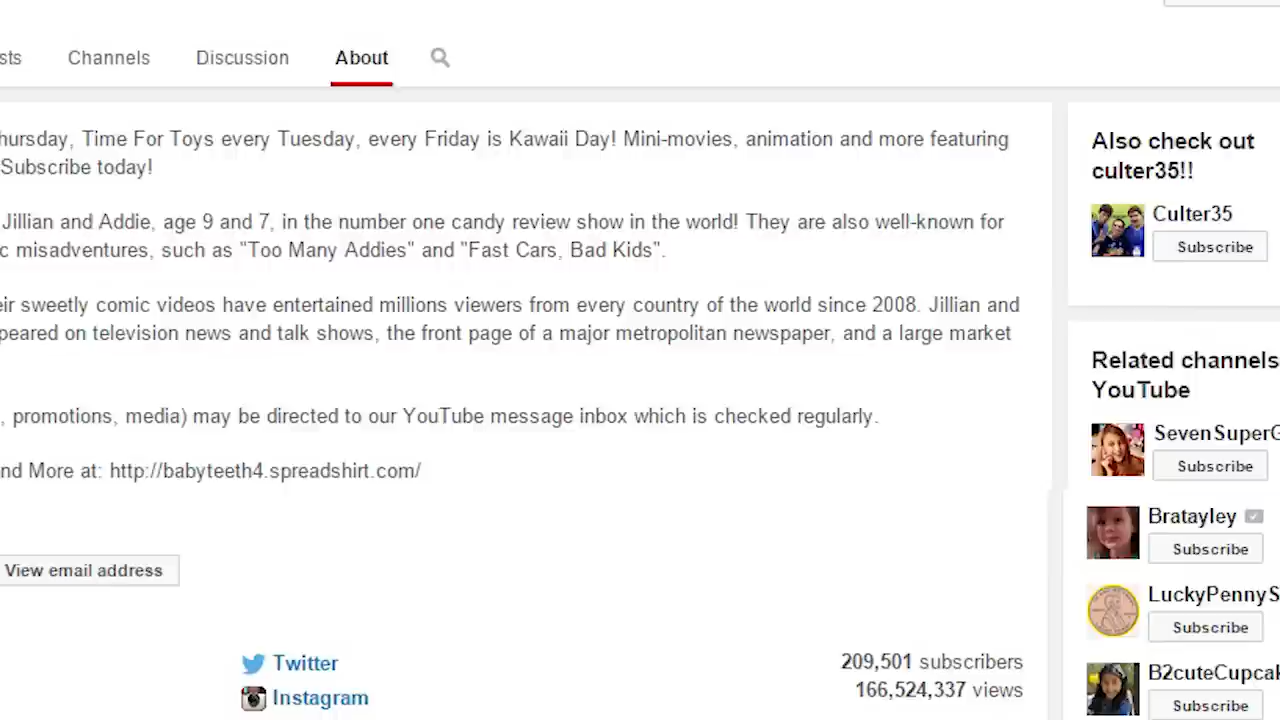 sts Channels Discussion About
hursday, Time For Toys every Tuesday, every Friday is Kawaii Day! Mini-movies, animation and more featuring
Subscribe today!
Jillian and Addie, age 9 and 7, in the number one candy review show in the world! They are also well-known for
c misadventures, such as "Too Many Addies" and "Fast Cars, Bad Kids".
eir sweetly comic videos have entertained millions viewers from every country of the world since 2008. Jillian and
peared on television news and talk shows, the front page of a major metropolitan newspaper, and a large market
, promotions, media) may be directed to our YouTube message inbox which is checked regularly.
nd More at: http://babyteeth4.spreadshirt.com/
View email address
Twitter
Instagram
209,501 subscribers
166,524,337 views
Also check out
culter35!!
Culter35
Subscribe
Related channels
YouTube
SevenSuperG
Subscribe
Bratayley
Subscribe
LuckyPennyS
Subscribe
B2cuteCupcak
Subscribe